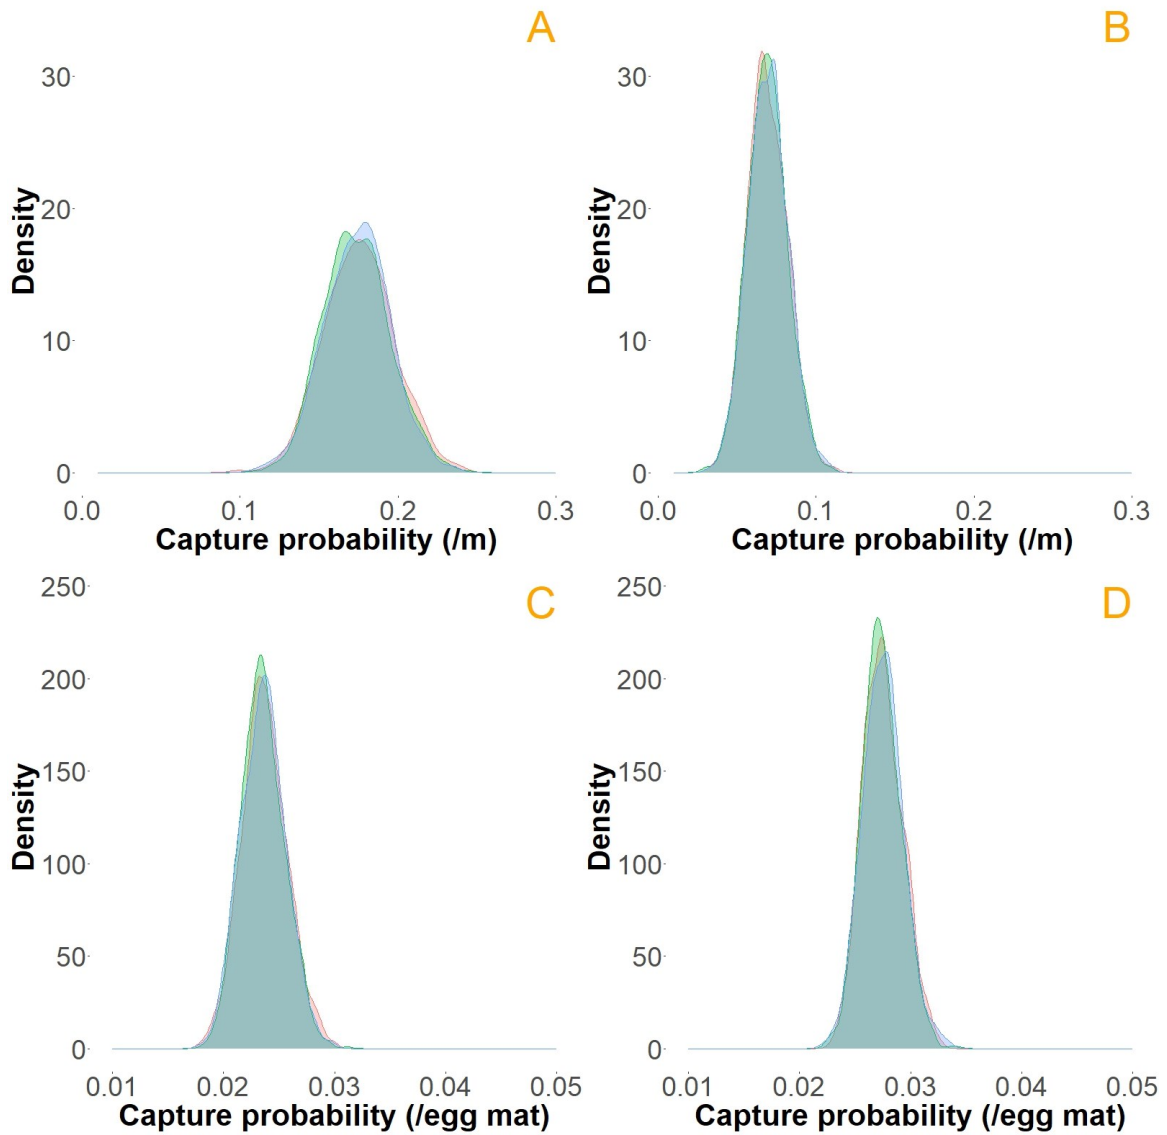 A
30
20
10
0
Density
0.0 0.1 0.2 0.3
Capture probability (/m)
B
30
20
10
0
Density
0.0 0.1 0.2 0.3
Capture probability (/m)
C
250
200
150
100
50
0
Density
0.01 0.02 0.03 0.04 0.05
Capture probability (/egg mat)
D
250
200
150
100
50
0
Density
0.01 0.02 0.03 0.04 0.05
Capture probability (/egg mat)